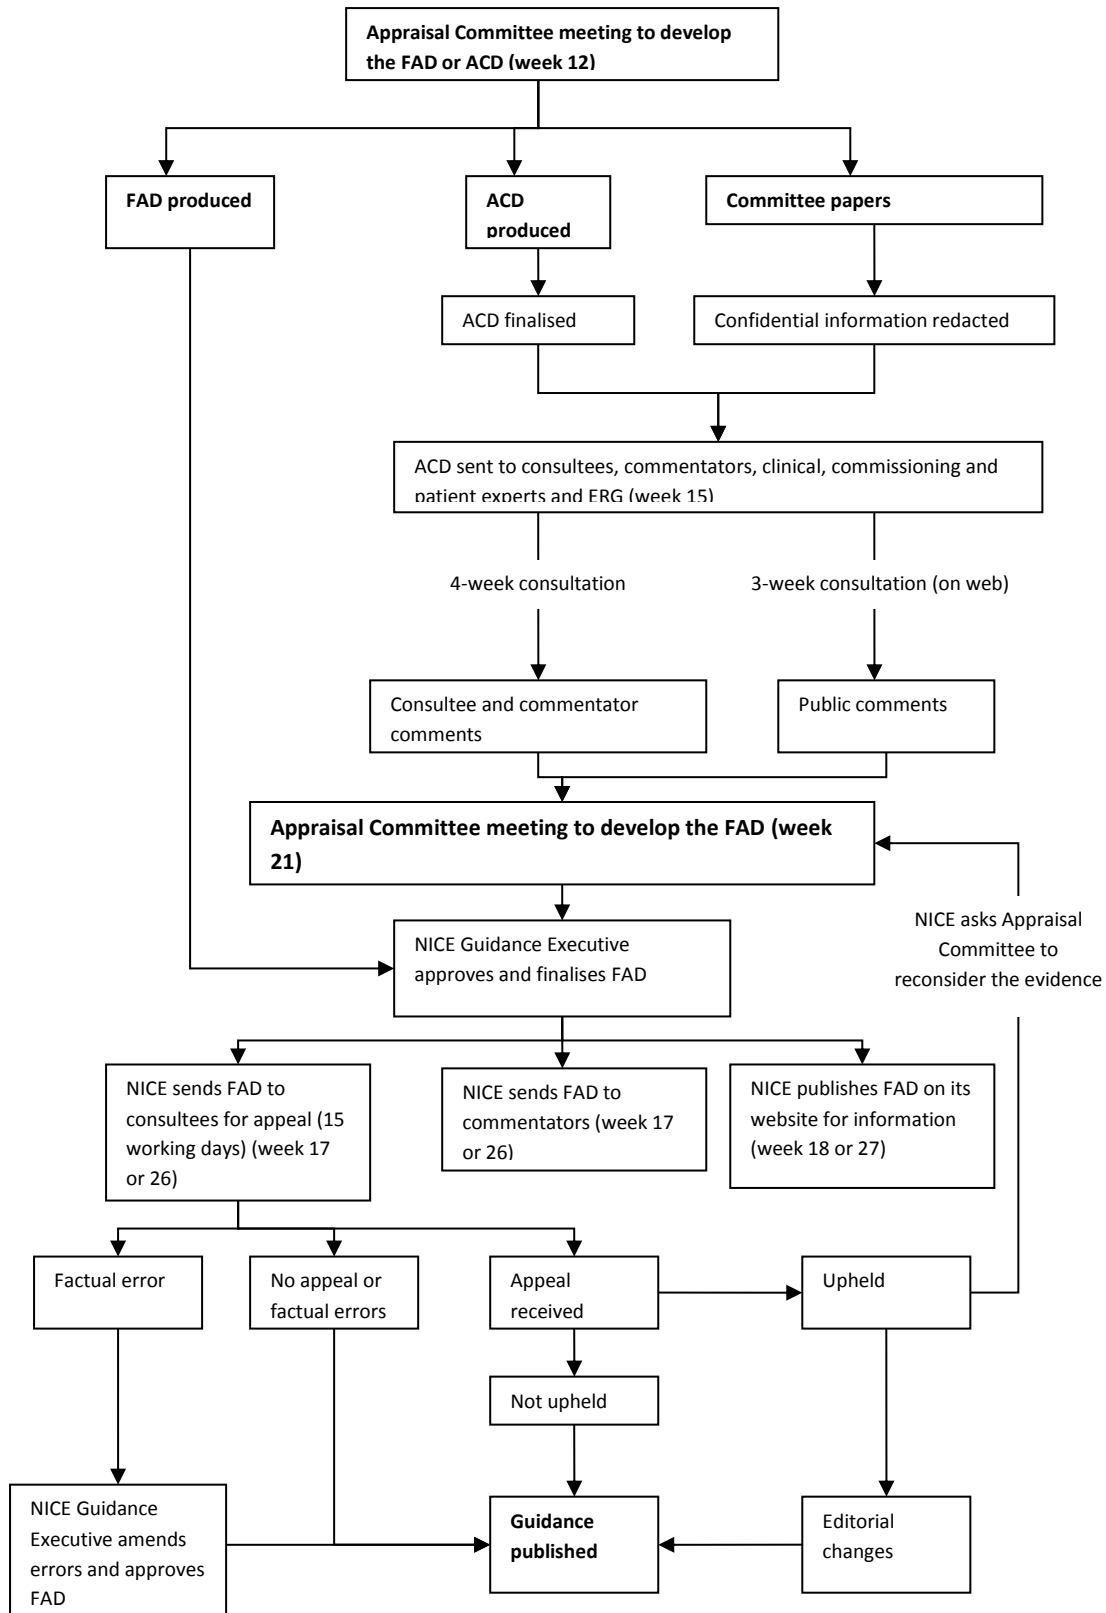 Appraisal Committee meeting to develop
the FAD or ACD (week 12)
FAD produced
ACD
produced
Committee papers
ACD finalised
Confidential information redacted
ACD sent to consultees, commentators, clinical, commissioning and
patient experts and ERG (week 15)
4-week consultation
3-week consultation (on web)
Consultee and commentator
comments
Public comments
Appraisal Committee meeting to develop the FAD (week
21)
NICE asks Appraisal
Committee to
reconsider the evidence
NICE Guidance Executive
approves and finalises FAD
NICE sends FAD to
consultees for appeal (15
working days) (week 17
or 26)
NICE sends FAD to
commentators (week 17
or 26)
NICE publishes FAD on its
website for information
(week 18 or 27)
Factual error
No appeal or
factual errors
Appeal
received
Upheld
Not upheld
NICE Guidance
Executive amends
errors and approves
FAD
Guidance
published
Editorial
changes